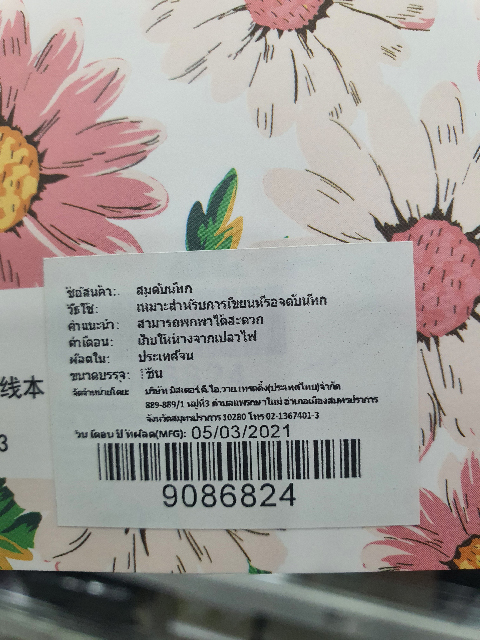 ชื่อสินค้า: สมุดบันทึก
วิธีใช้: เหมาะสำหรับการเขียนหรือจดบันทึก
คำแนะนำ: สามารถพกพาได้สะดวก
คำเตือน: เก็บให้ห่างจากเปลวไฟ
ผลิตใน: ประเทศจีน
ขนาดบรรจุ: 1ชิ้น
จัดจำหน่ายโดย บริษัท มิสเตอร์.ดี.ไอ.วาย.เทรดดิ้ง(ประเทศไทย)จำกัด
889-889/1 หมู่ที่3 ตำบลแพรกษาใหม่ อำเภอเมืองสมุทรปราการ
จังหวัดสมุทรปราการ 10280 โทร 02-1367401-3
วัน เดือน ปี ที่ผลิต(MFG): 05/03/2021
9086824
线本
3